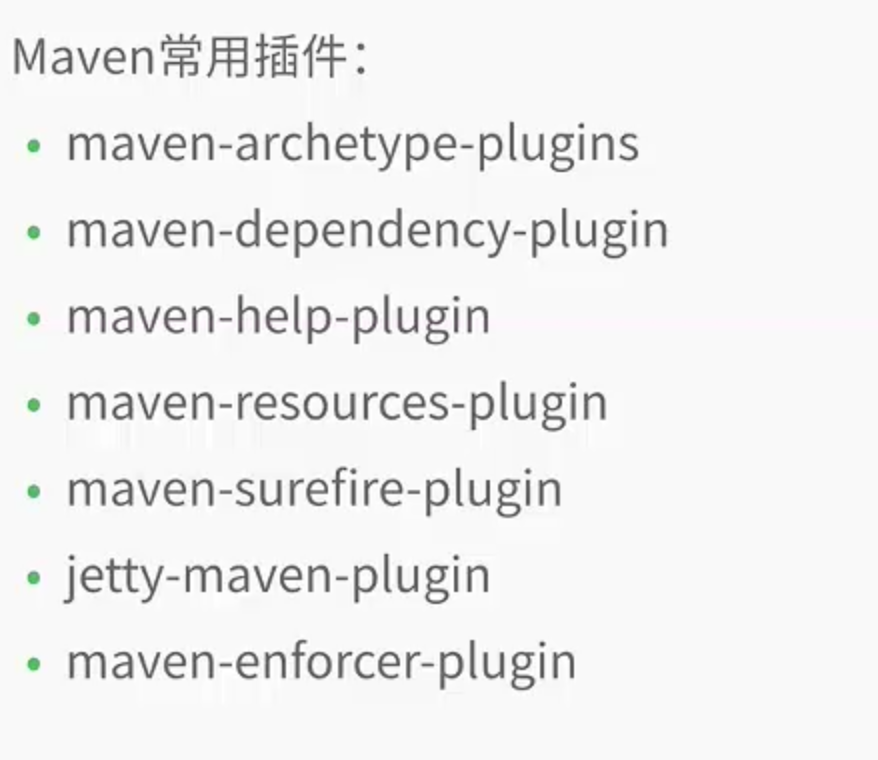 Maven常用插件：
• maven-archetype-plugins
• maven-dependency-plugin
• maven-help-plugin
• maven-resources-plugin
• maven-surefire-plugin
• jetty-maven-plugin
• maven-enforcer-plugin